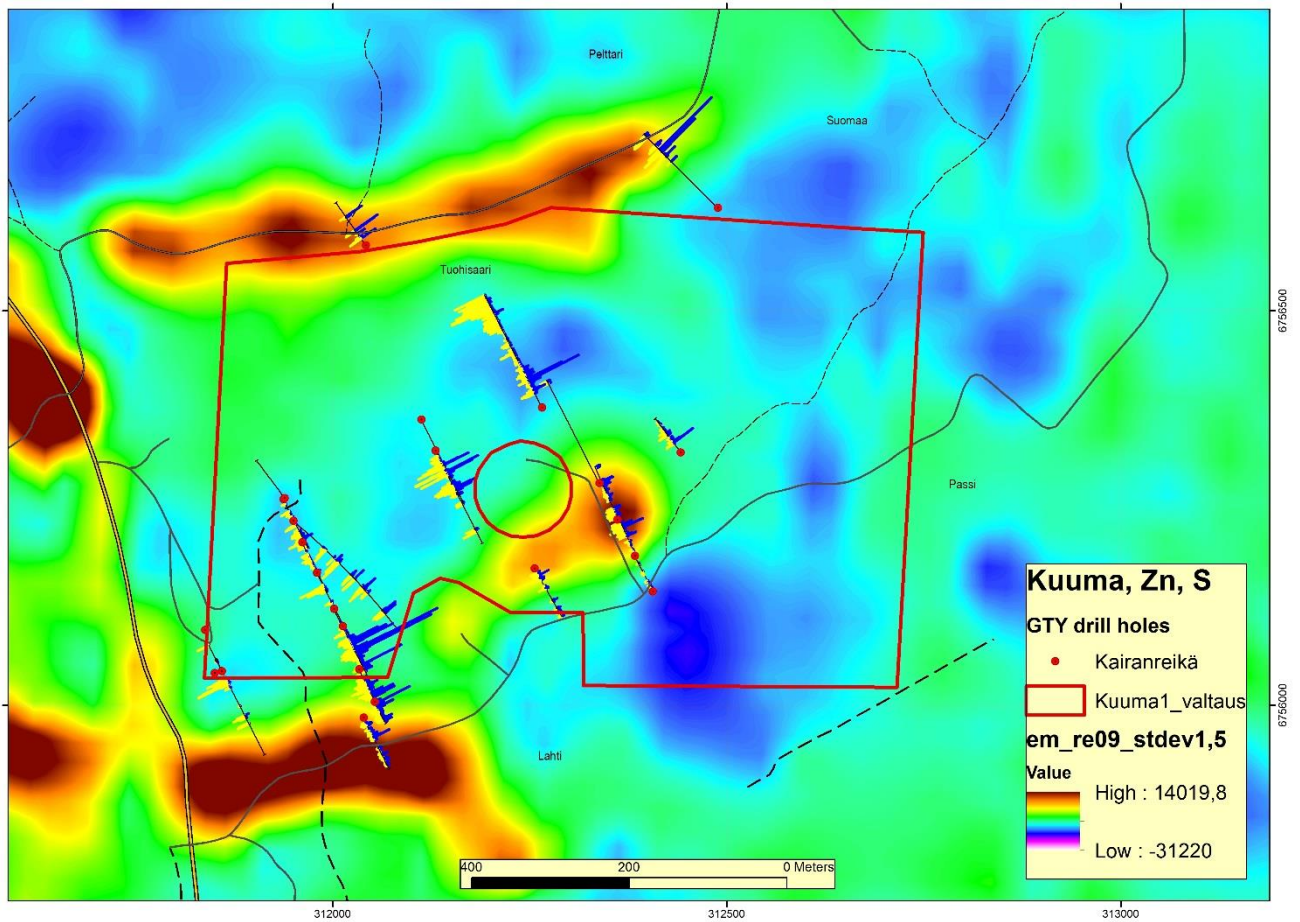 Pelttari
Suomaa
Tuohisaari
Passi
Lahti
6756500
6756000
Kuuma, Zn, S
GTY drill holes
Kairanreikä
Kuuma1_valtaus
em_re09_stdev1,5
Value
High : 14019,8
Low : -31220
400 200 0 Meters
312000 312500 313000